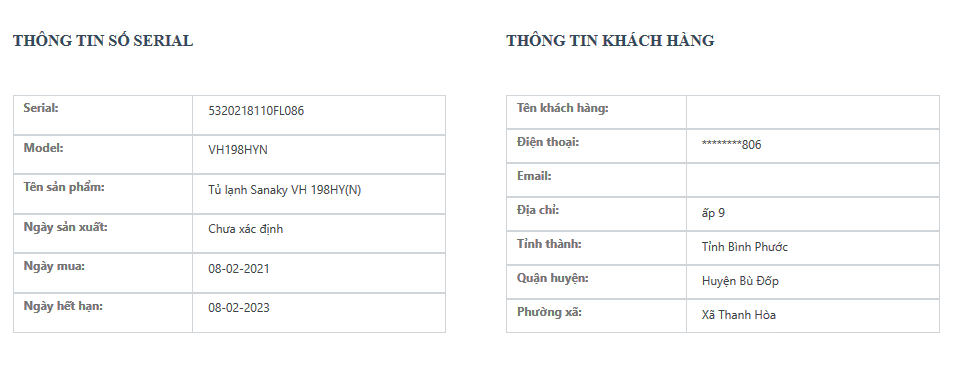 THÔNG TIN SỐ SERIAL
Serial: 5320218110FL086
Model: VH198HYN
Tên sản phẩm: Tủ lạnh Sanaky VH 198HY(N)
Ngày sản xuất: Chưa xác định
Ngày mua: 08-02-2021
Ngày hết hạn: 08-02-2023
THÔNG TIN KHÁCH HÀNG
Tên khách hàng:
Điện thoại: ********806
Email:
Địa chỉ: ấp 9
Tỉnh thành: Tỉnh Bình Phước
Quận huyện: Huyện Bù Đốp
Phường xã: Xã Thanh Hòa